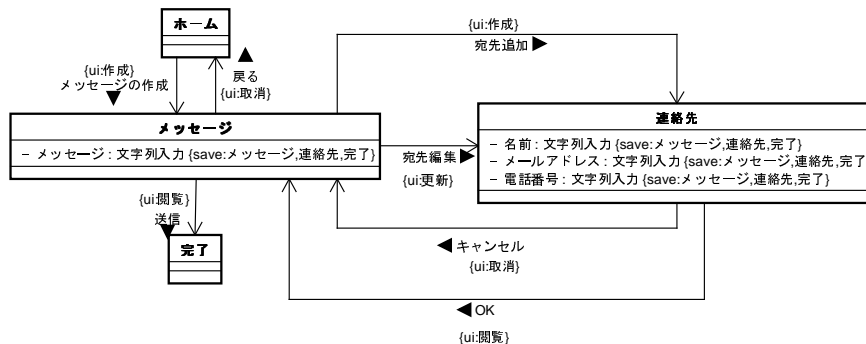 ホーム
{ui:作成}
メッセージの作成
戻る
{ui:取消}
{ui:作成}
宛先追加
メッセージ
− メッセージ : 文字列入力 {save:メッセージ,連絡先,完了}
宛先編集
{ui:更新}
連絡先
− 名前 : 文字列入力 {save:メッセージ,連絡先,完了}
− メールアドレス : 文字列入力 {save:メッセージ,連絡先,完了
− 電話番号 : 文字列入力 {save:メッセージ,連絡先,完了}
{ui:閲覧}
送信
完了
キャンセル
{ui:取消}
OK
{ui:閲覧}